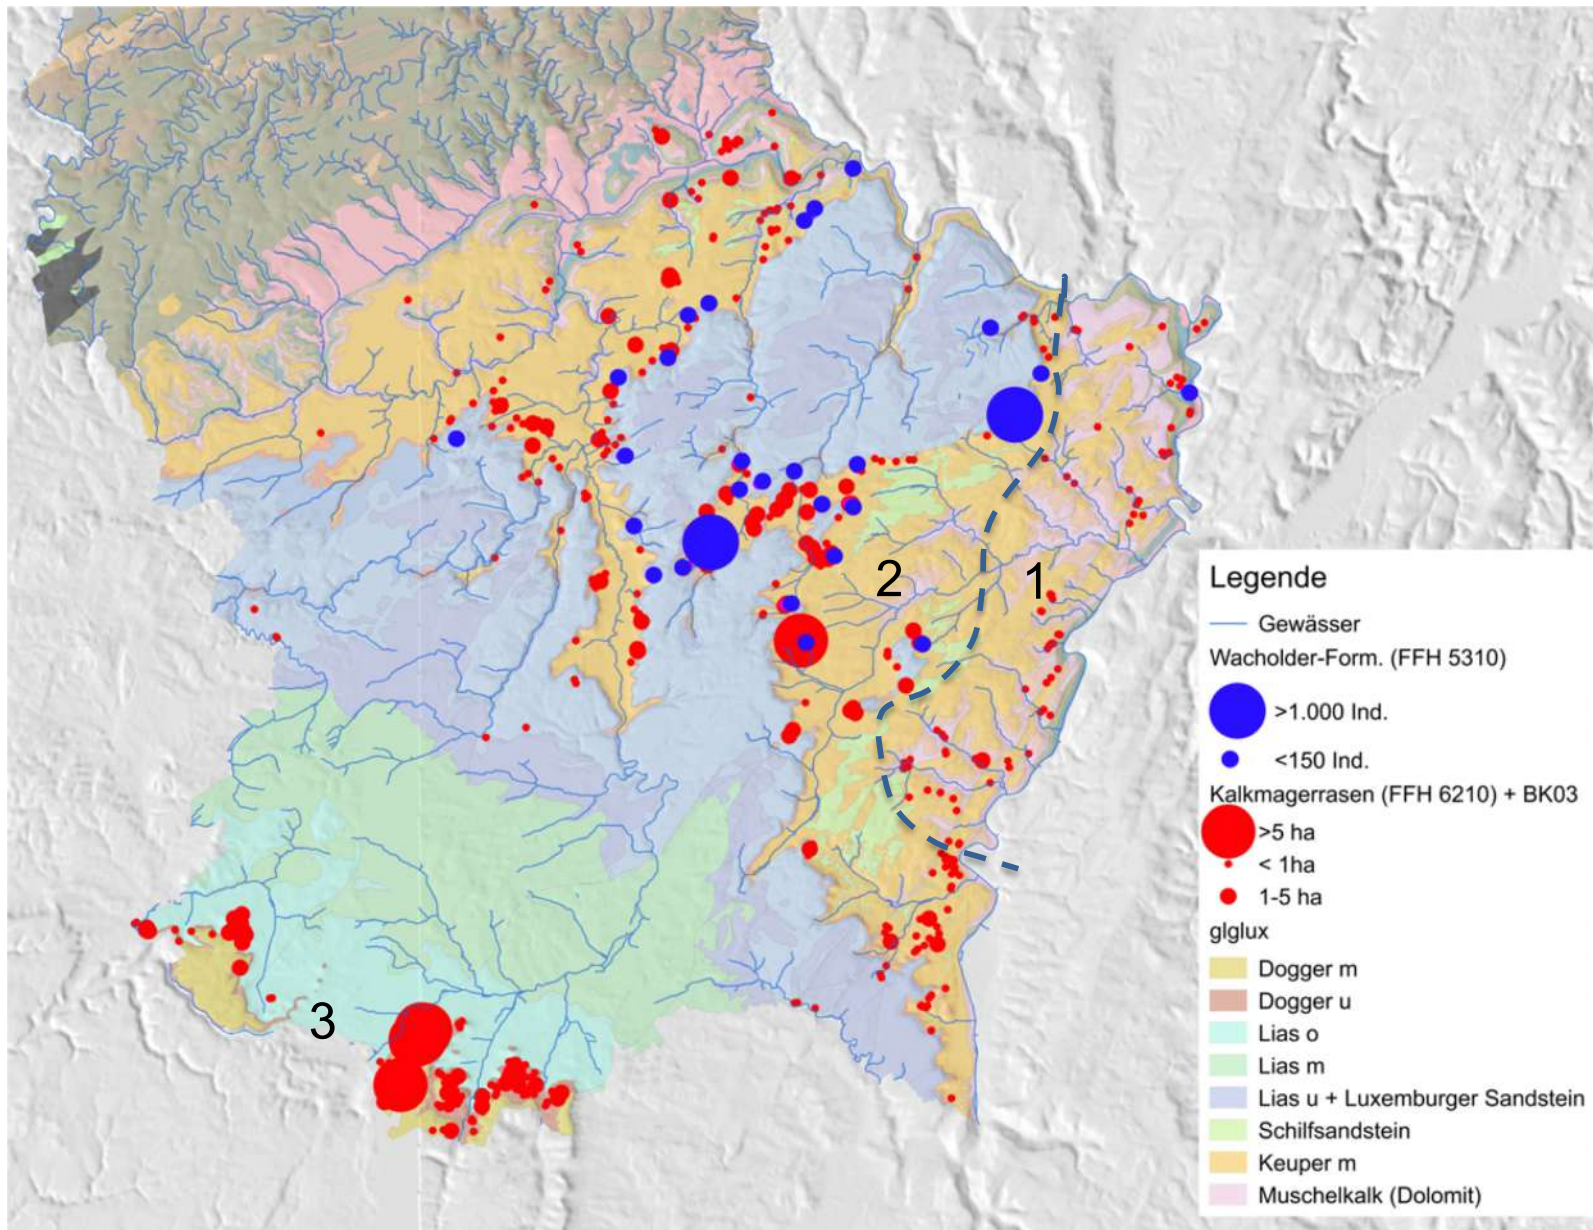 2
1
3
Legende
Gewässer
Wacholder-Form. (FFH 5310)
>1.000 Ind.
<150 Ind.
Kalkmagerrasen (FFH 6210) + BK03
>5 ha
< 1ha
1-5 ha
glglux
Dogger m
Dogger u
Lias o
Lias m
Lias u + Luxemburger Sandstein
Schilfsandstein
Keuper m
Muschelkalk (Dolomit)